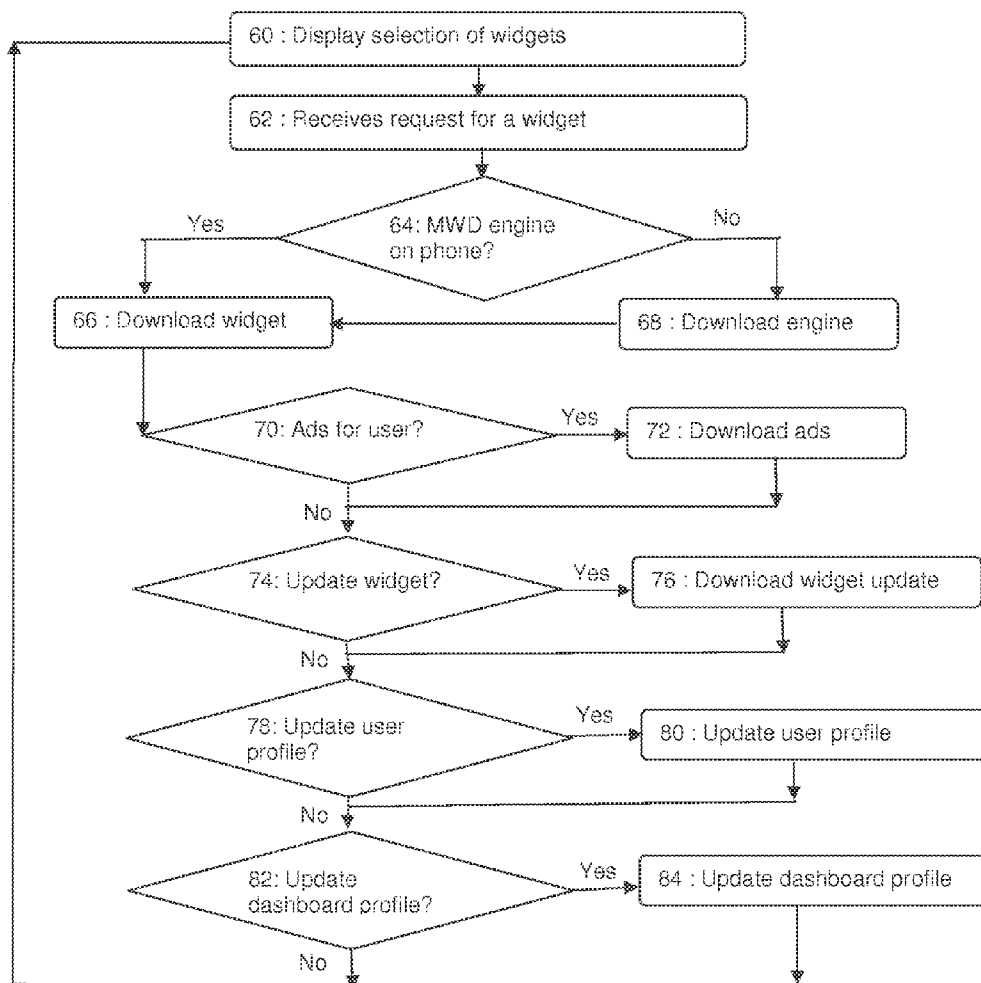 60 : Display selection of widgets
62 : Receives request for a widget
Yes
64: MWD engine
on phone?
No
66 : Download widget
68 : Download engine
70: Ads for user?
Yes
72 : Download ads
No
74: Update widget?
Yes
76 : Download widget update
No
78: Update user
profile?
Yes
80 : Update user profile
No
82: Update
dashboard profile?
Yes
84 : Update dashboard profile
No